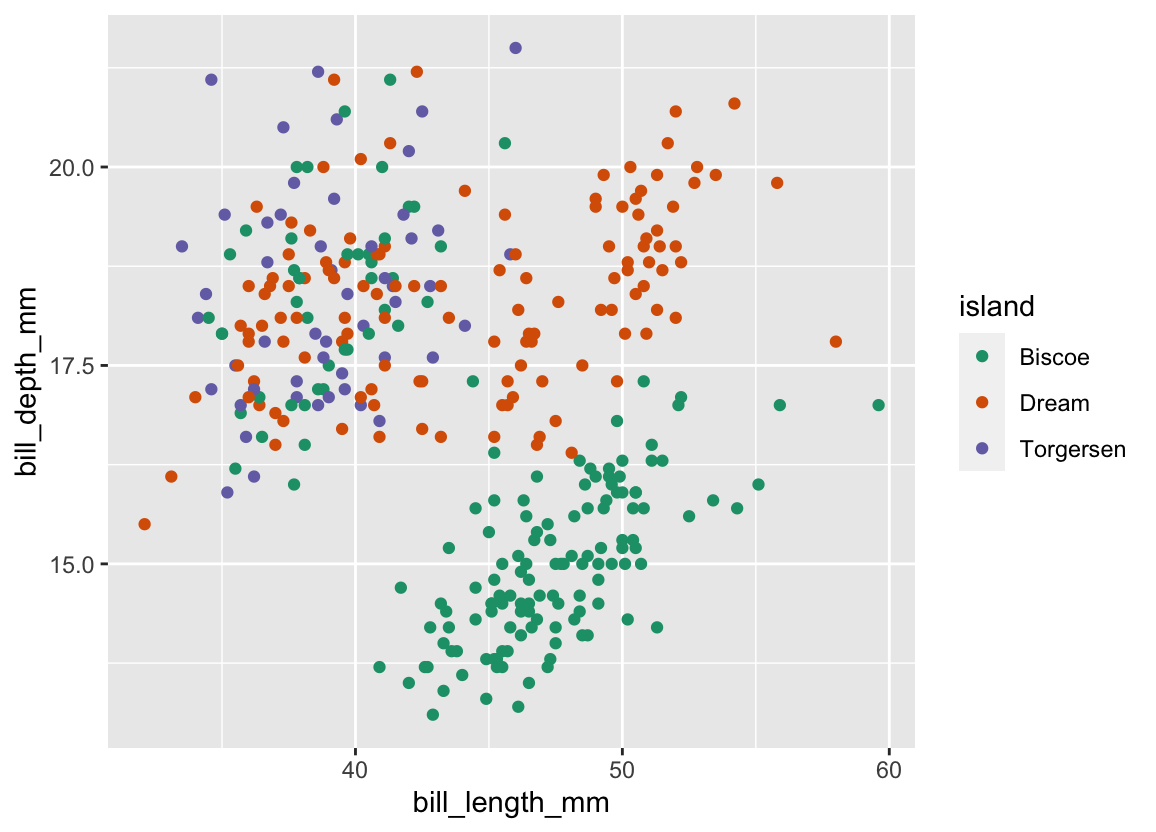 20.0
17.5
15.0
bill_depth_mm
40 50 60
bill_length_mm
island
Biscoe
Dream
Torgersen